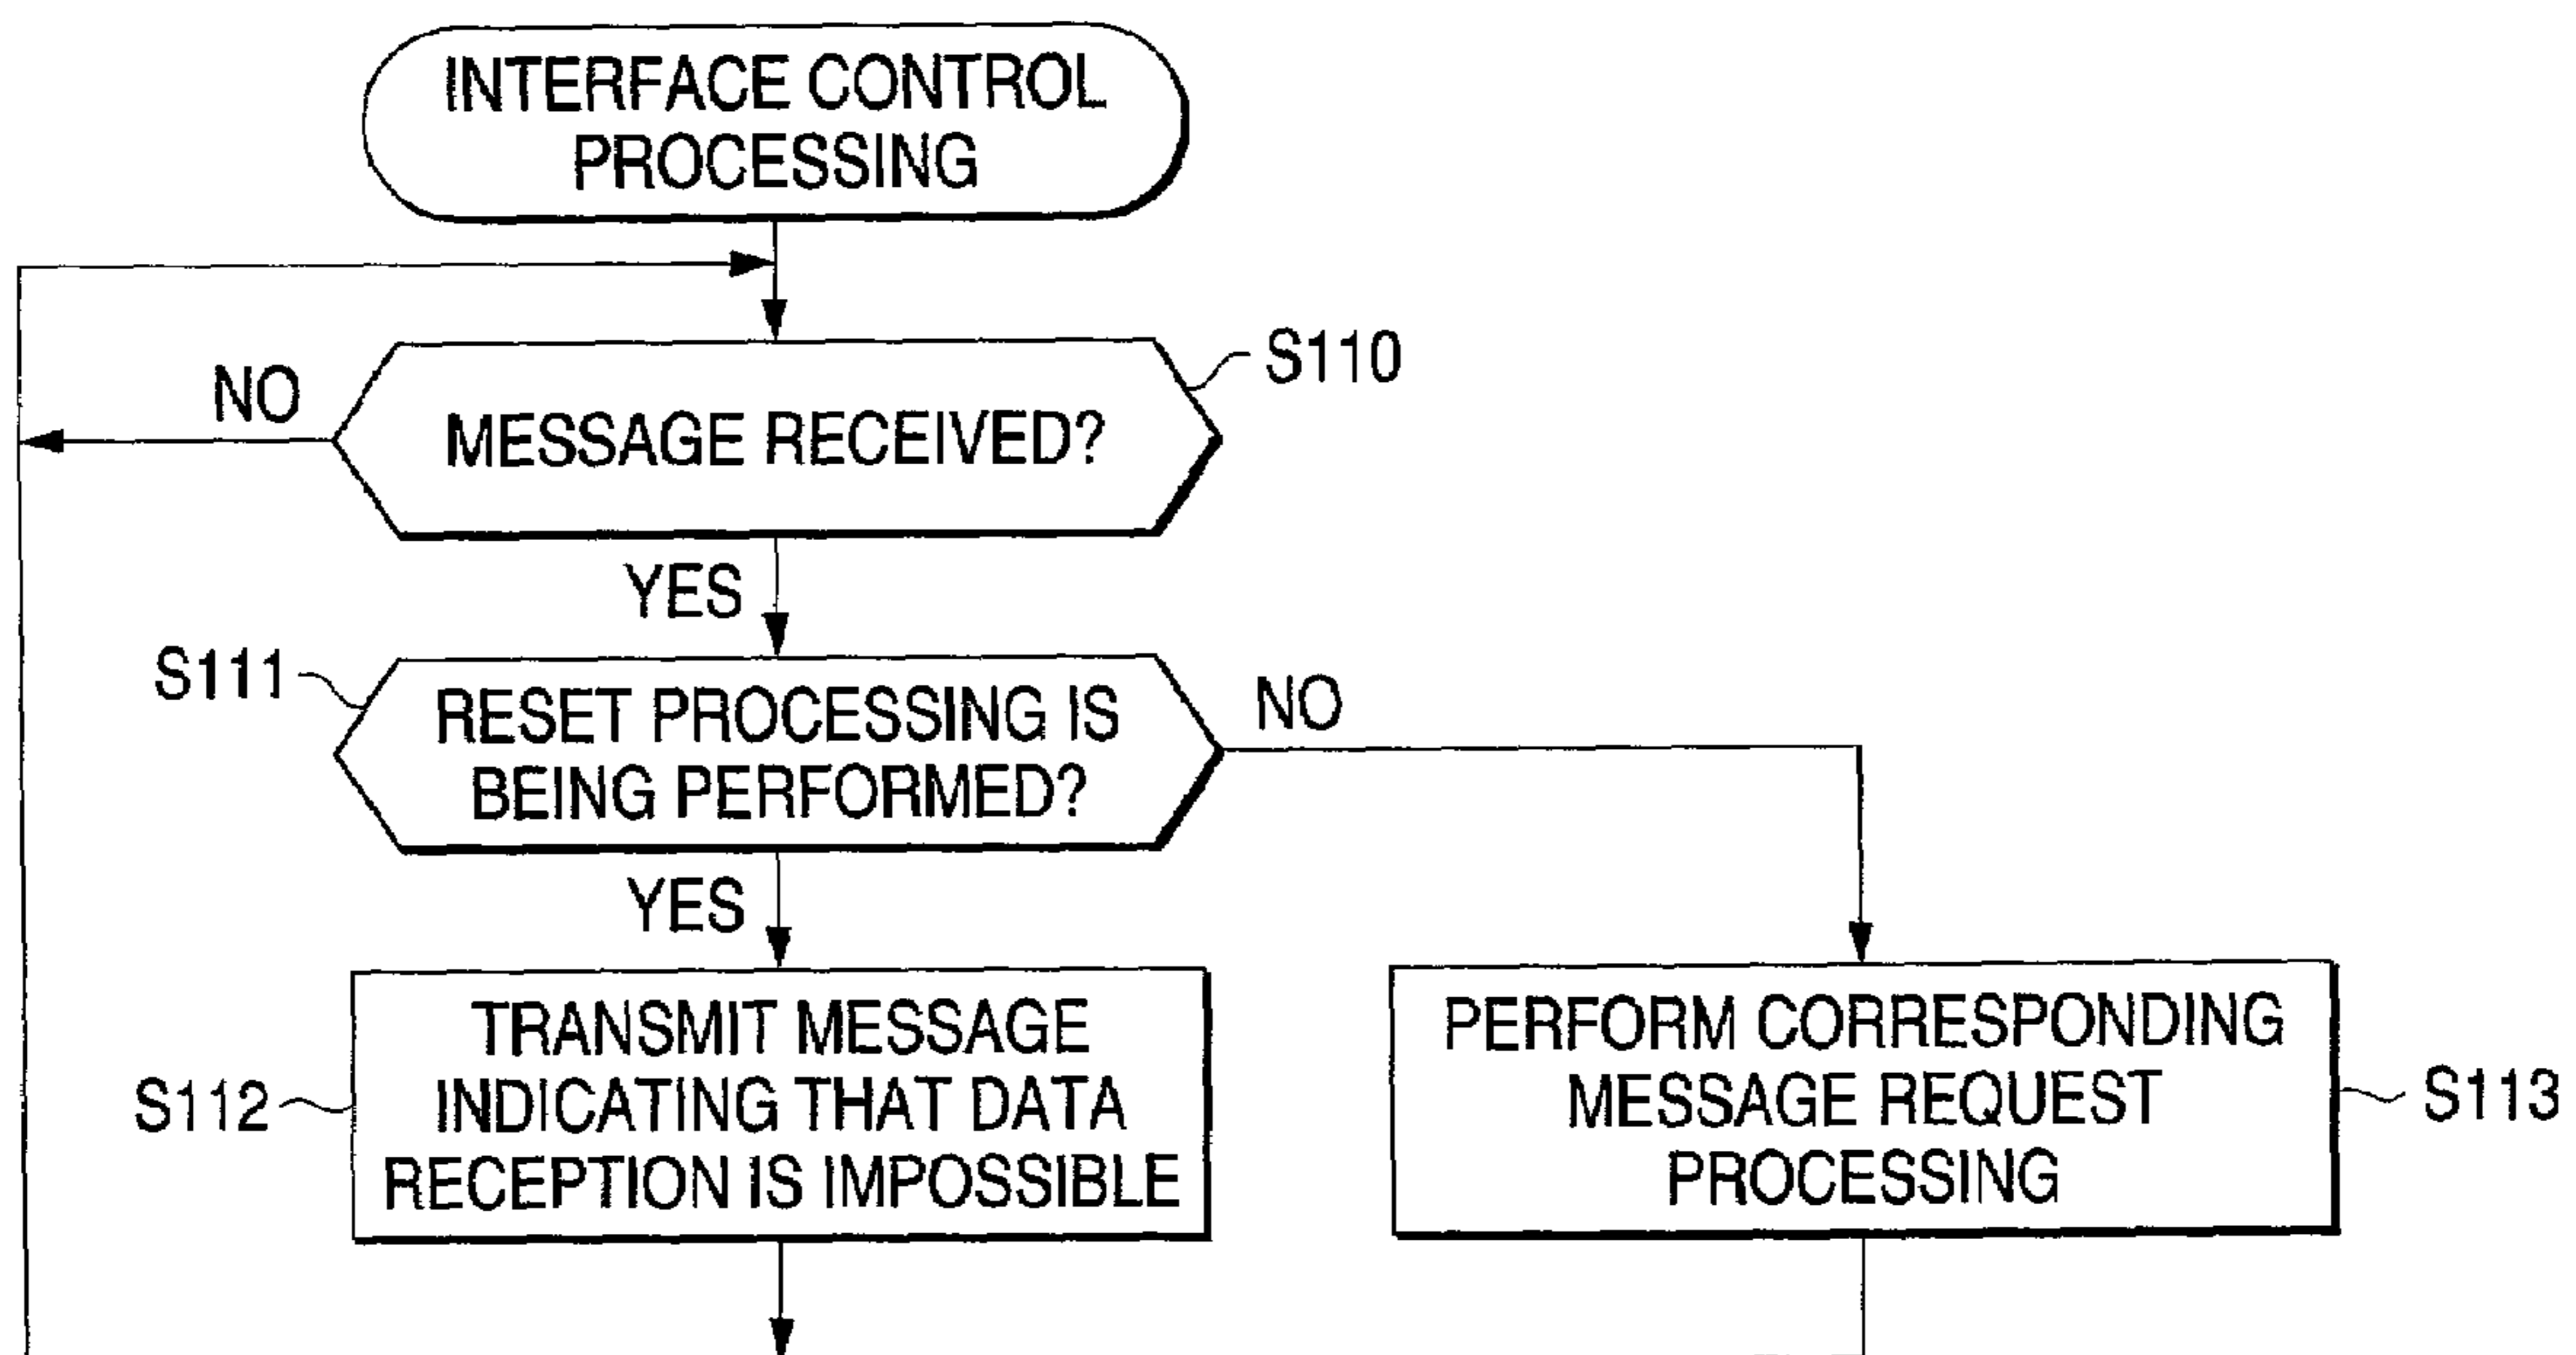 INTERFACE CONTROL
PROCESSING
S110
NO
MESSAGE RECEIVED?
YES
S111
RESET PROCESSING IS
BEING PERFORMED?
NO
YES
TRANSMIT MESSAGE
INDICATING THAT DATA
RECEPTION IS IMPOSSIBLE
S112
PERFORM CORRESPONDING
MESSAGE REQUEST
PROCESSING
S113